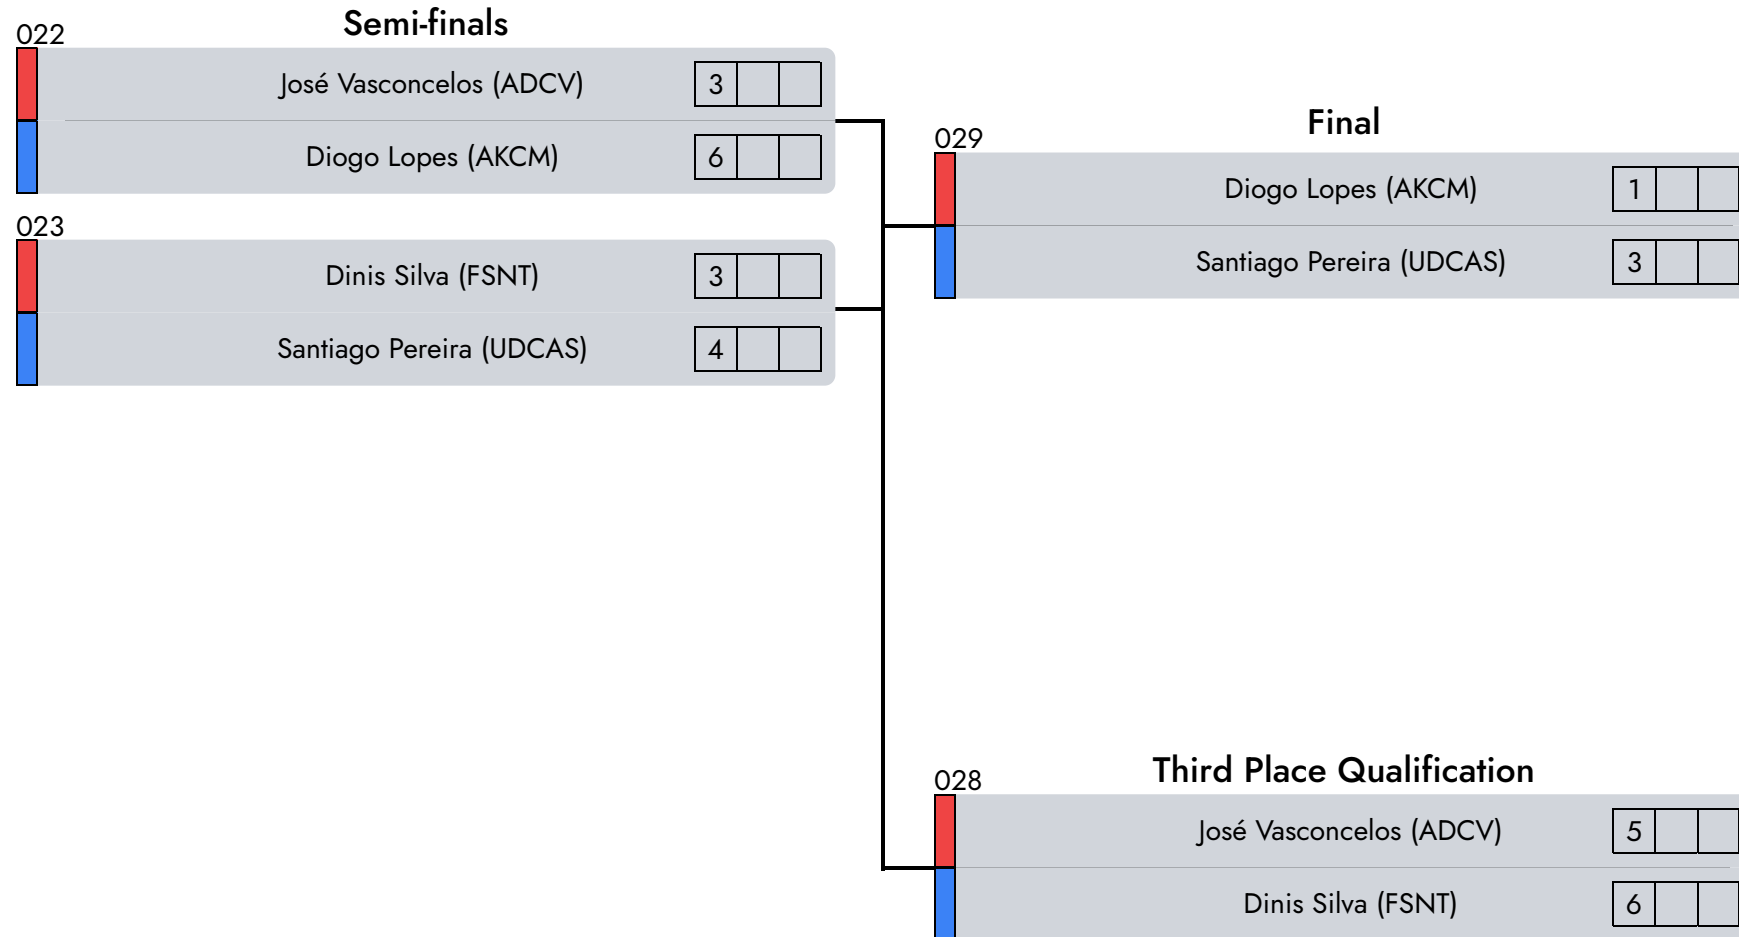 Semi-finals
022
José Vasconcelos (ADCV) 3
Diogo Lopes (AKCM) 6
023
Dinis Silva (FSNT) 3
Santiago Pereira (UDCAS) 4
Final
029
Diogo Lopes (AKCM) 1
Santiago Pereira (UDCAS) 3
Third Place Qualification
028
José Vasconcelos (ADCV) 5
Dinis Silva (FSNT) 6